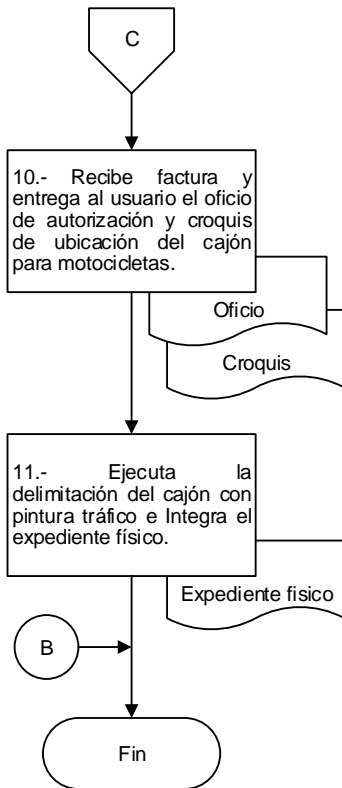 C
10.- Recibe factura y
entrega al usuario el oficio
de autorización y croquis
de ubicación del cajón
para motocicletas.
Oficio
Croquis
11.- Ejecuta la
delimitación del cajón con
pintura tráfico e Integra el
expediente físico.
Expediente fisico
B
Fin